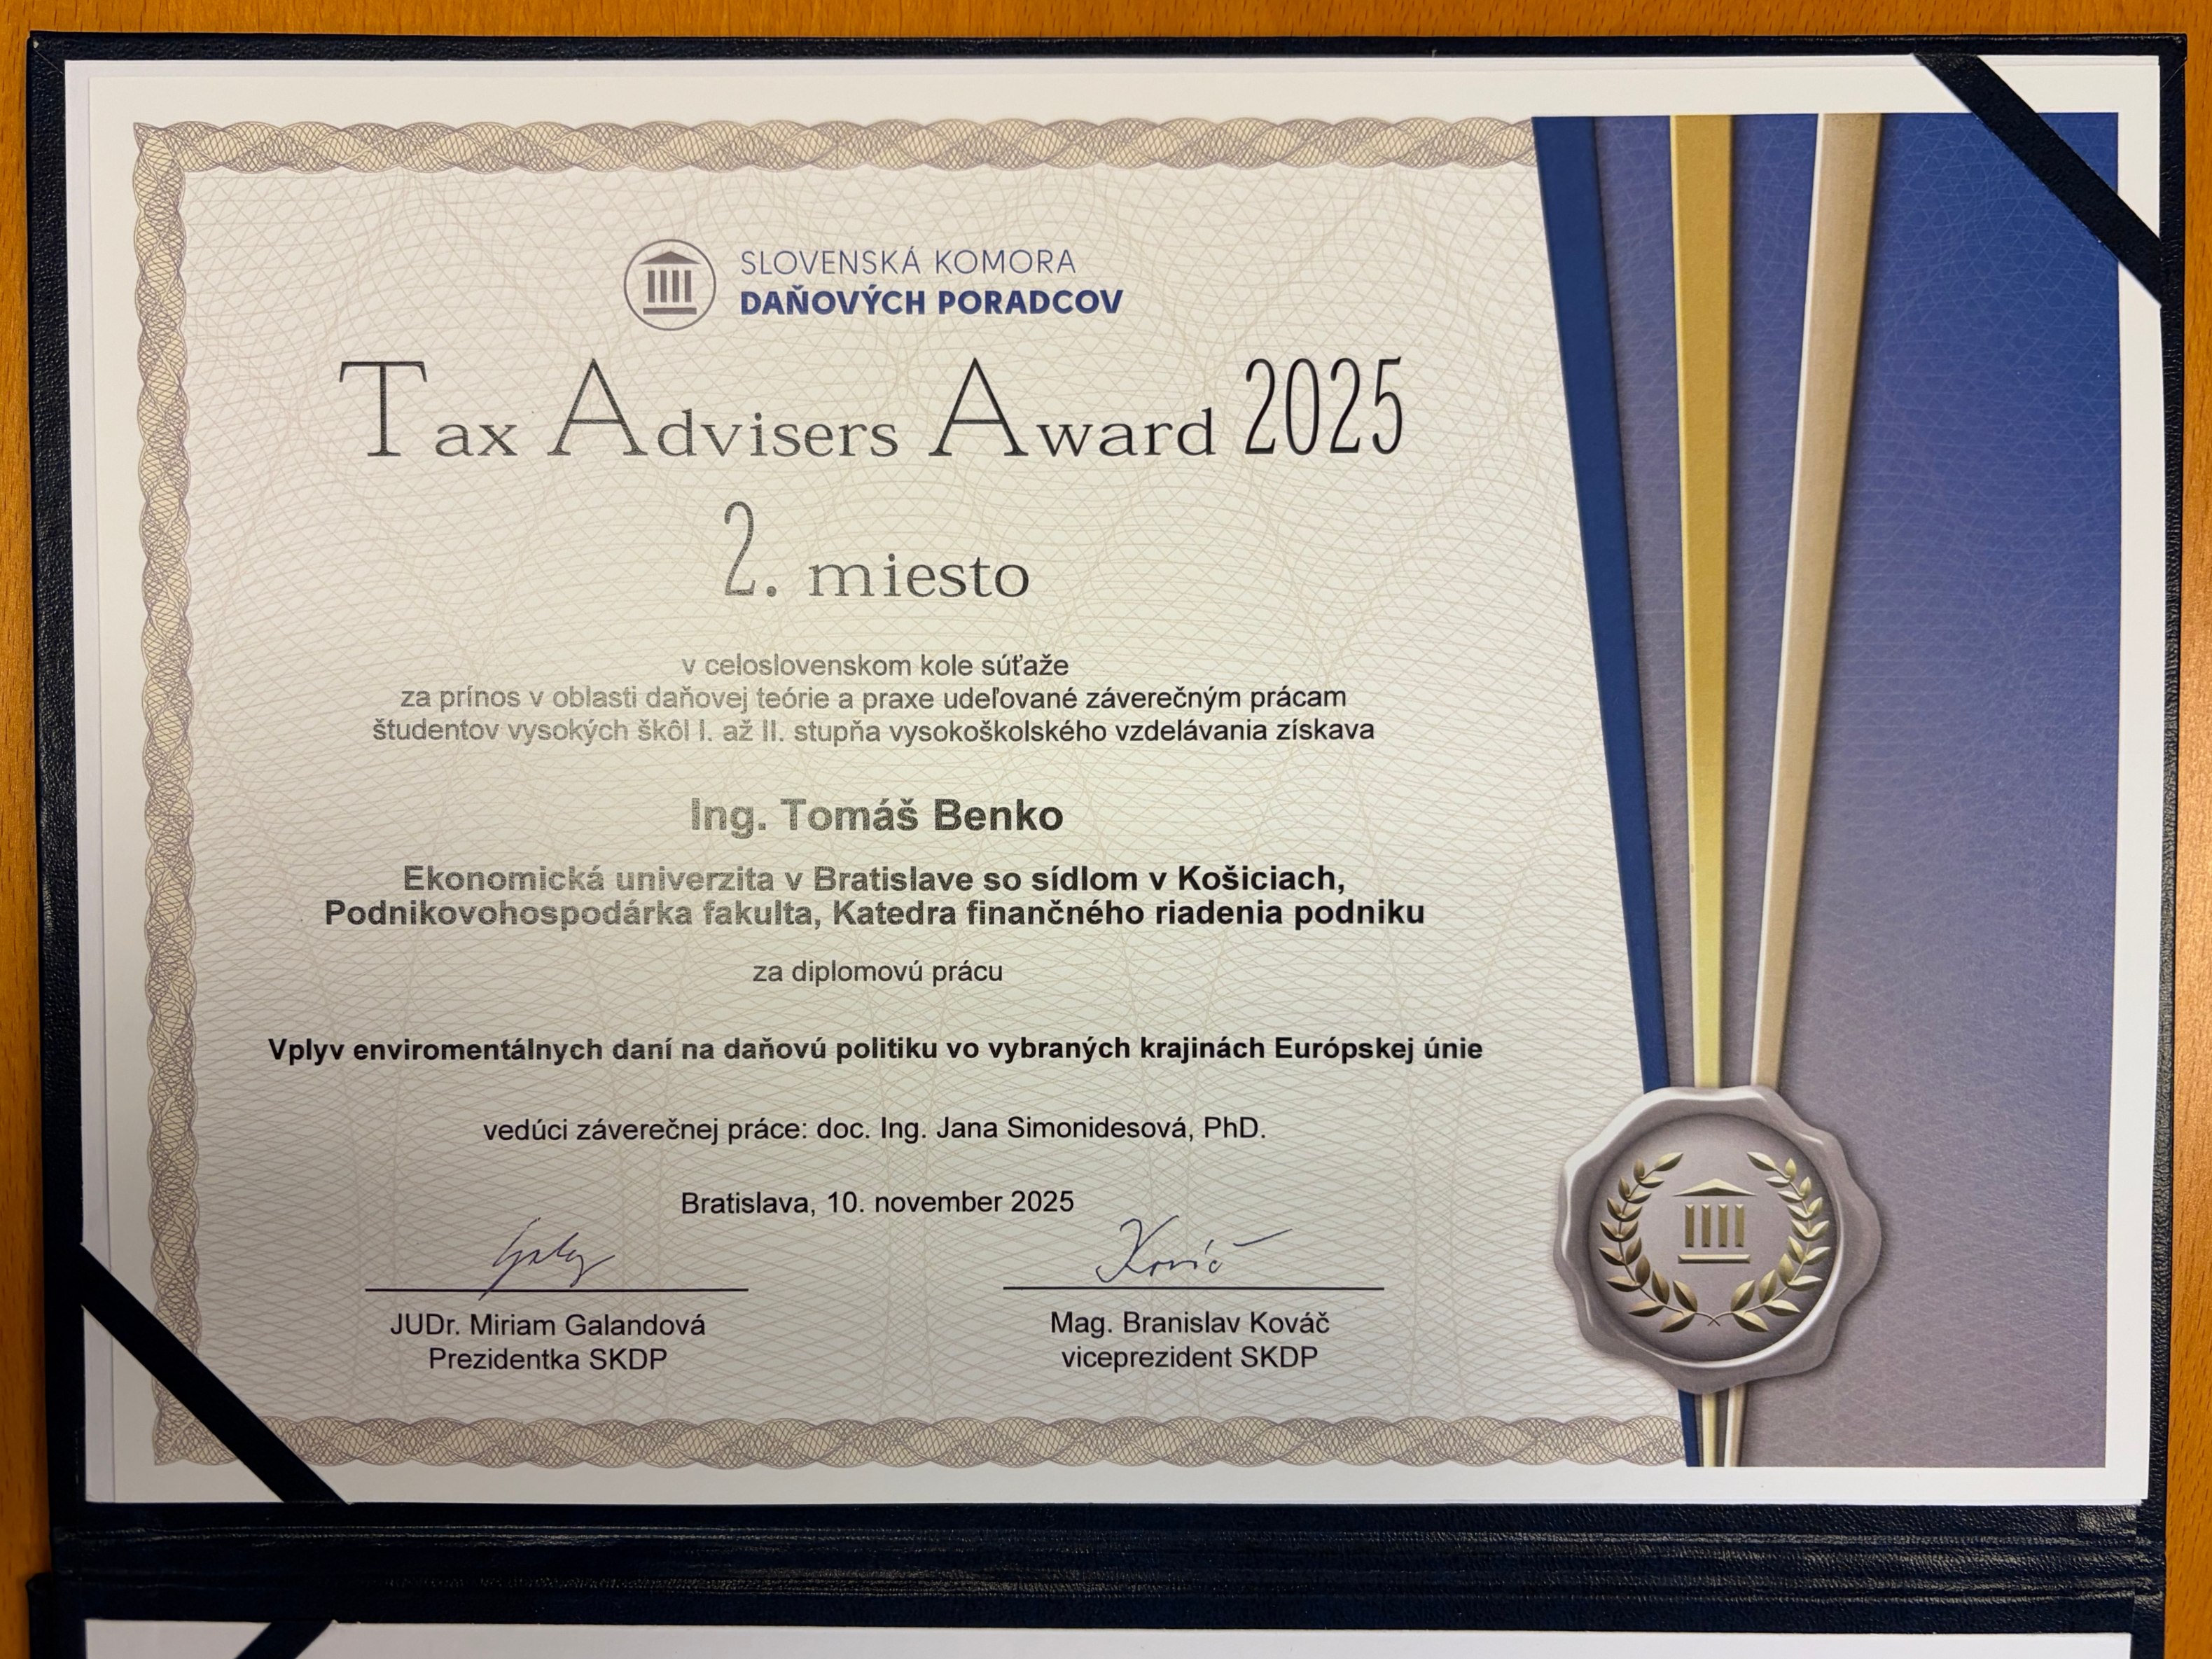 SLOVENSKÁ KOMORA
DAŇOVÝCH PORADCOV
Tax Advisers Award 2025
2. miesto
v celoslovenskom kole súťaže
za prínos v oblasti daňovej teórie a praxe udeľované záverečným prácam
študentov vysokých škôl I. až II. stupňa vysokoškolského vzdelávania získava
Ing. Tomáš Benko
Ekonomická univerzita v Bratislave so sídlom v Košiciach,
Podnikovohospodárka fakulta, Katedra finančného riadenia podniku
za diplomovú prácu
Vplyv enviromentálnych daní na daňovú politiku vo vybraných krajinách Európskej únie
vedúci záverečnej práce: doc. Ing. Jana Simonidesová, PhD.
Bratislava, 10. november 2025
Kováč
JUDr. Miriam Galandová
Prezidentka SKDP
Mag. Branislav Kováč
viceprezident SKDP